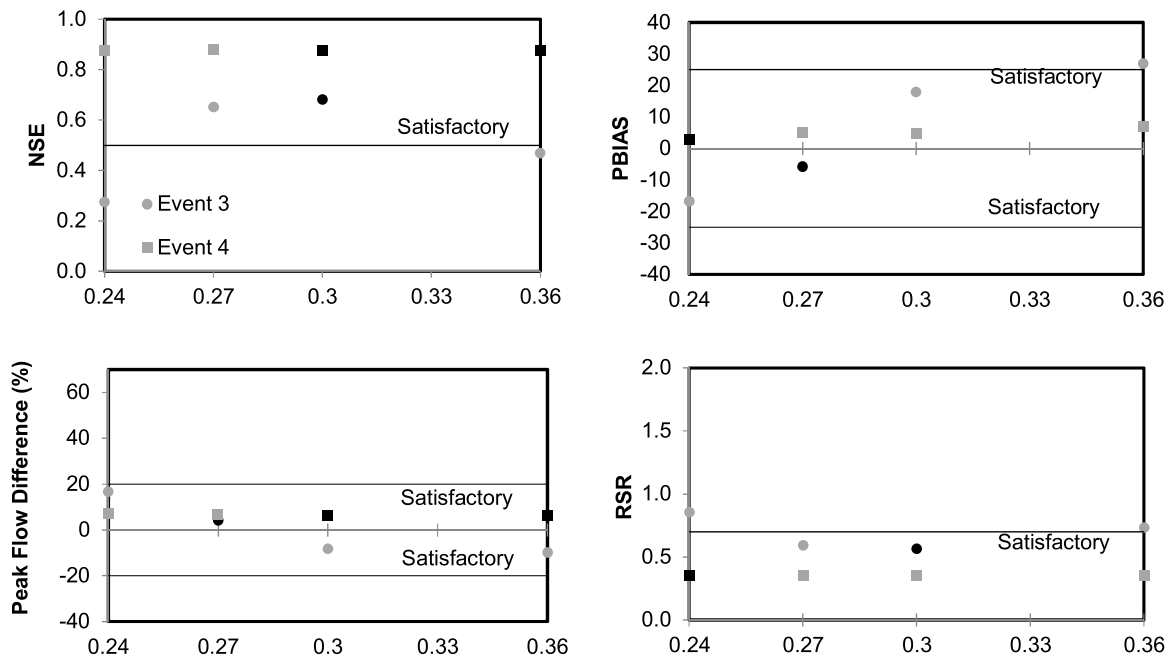 NSE
1.0
0.8
0.6
0.4
0.2
0.0
Satisfactory
Event 3
Event 4
0.24 0.27 0.3 0.33 0.36
PBIAS
40
30
20
10
0
-10
-20
-30
-40
Satisfactory
Satisfactory
0.24 0.27 0.3 0.33 0.36
Peak Flow Difference (%)
60
40
20
0
-20
-40
Satisfactory
Satisfactory
0.24 0.27 0.3 0.33 0.36
RSR
2.0
1.5
1.0
0.5
0.0
Satisfactory
0.24 0.27 0.3 0.33 0.36